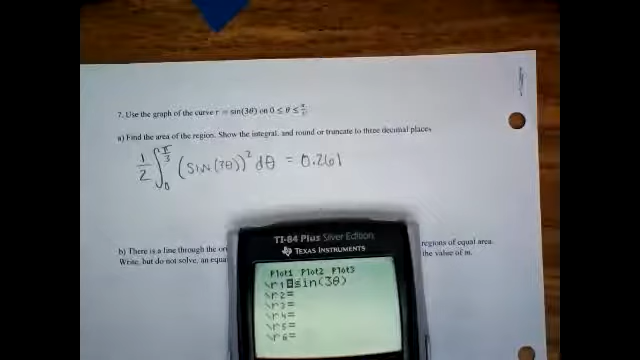 7. Use the graph of the curve r = sin(3θ) on 0 ≤ θ ≤ π/3.
a) Find the area of the region. Show the integral, and round or truncate to three decimal places
1/2 ∫₀^(π/3) (sin(3θ))² dθ = 0.261
b) There is a line through the
regions of equal area.
Write, but do not solve, an
the value of m.
TI-84 Plus Silver Edition
TEXAS INSTRUMENTS
Plot1 Plot2 Plot3
\r1=sin(3θ)
\r2=
\r3=
\r4=
\r5=
\r6=